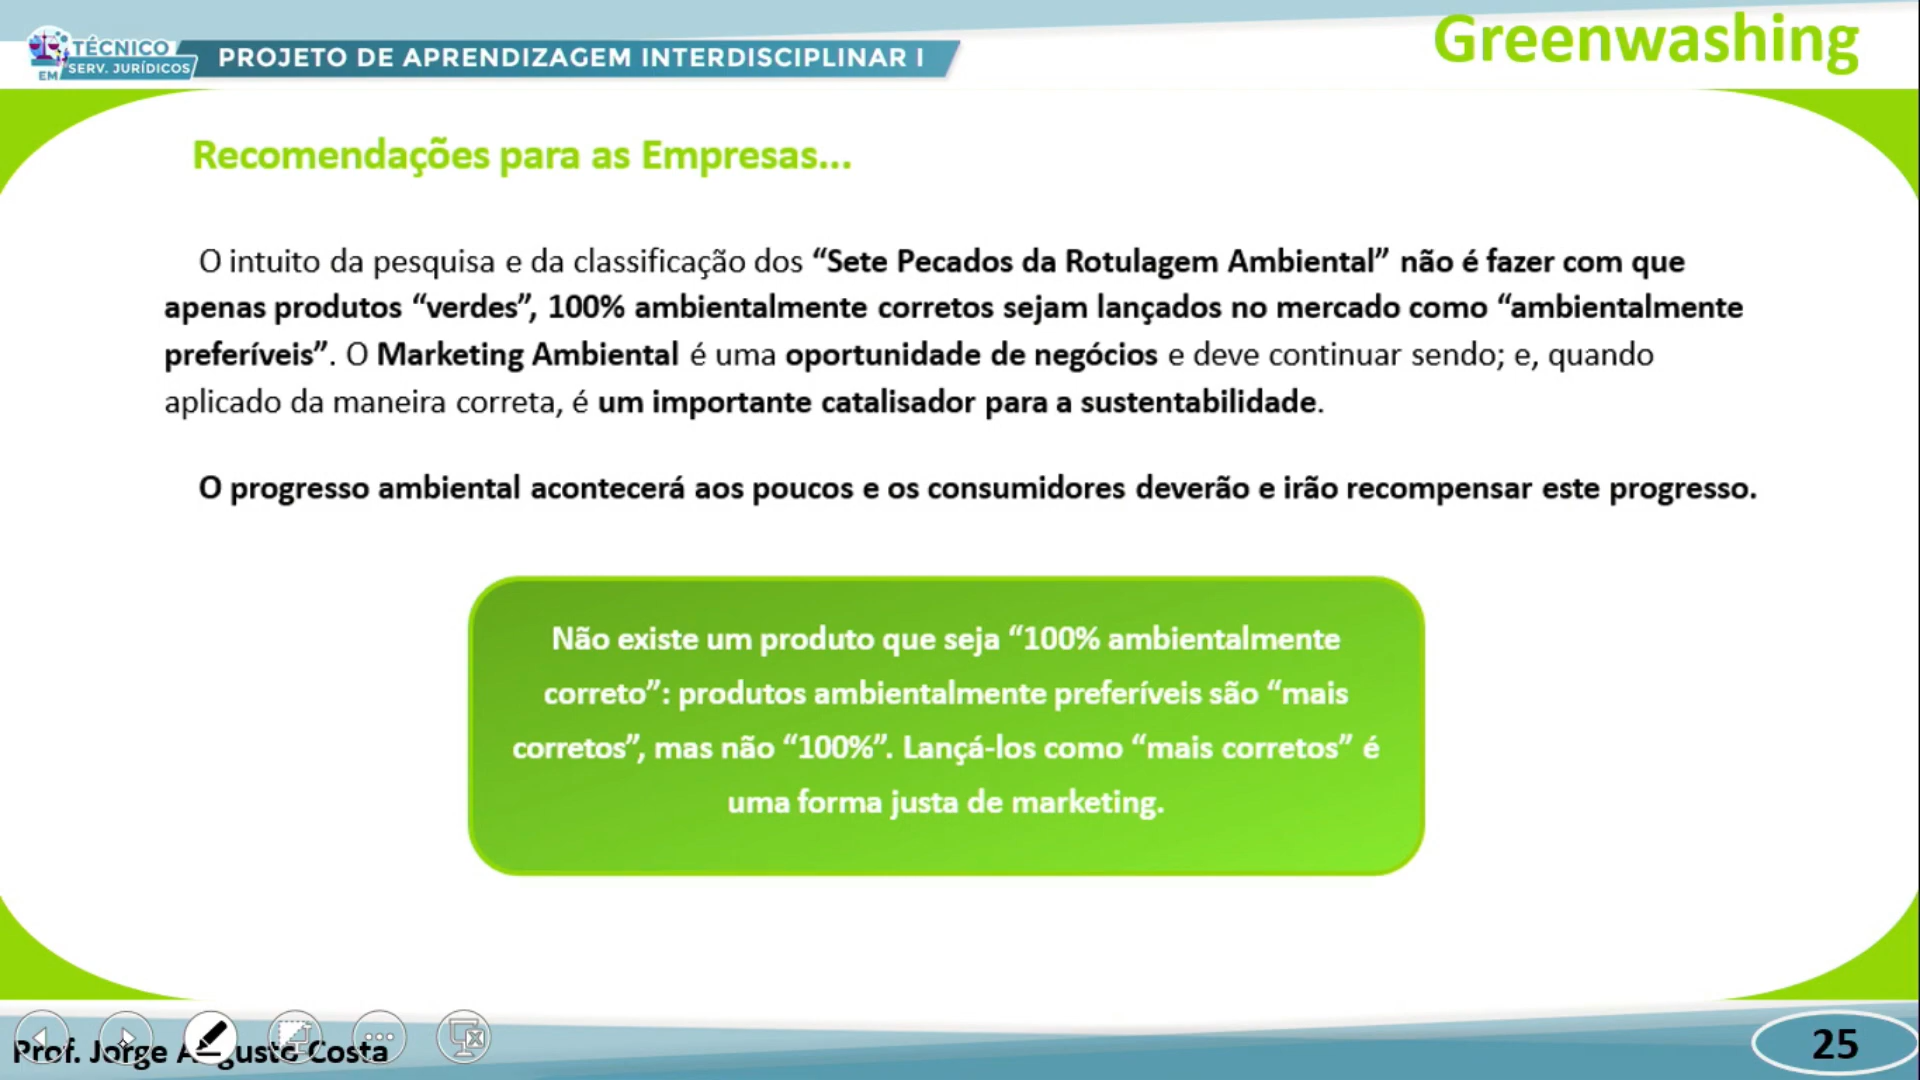 Greenwashing
TÉCNICO
EM SERV. JURÍDICOS
PROJETO DE APRENDIZAGEM INTERDISCIPLINAR I
Recomendações para as Empresas...
O intuito da pesquisa e da classificação dos “Sete Pecados da Rotulagem Ambiental” não é fazer com que
apenas produtos “verdes”, 100% ambientalmente corretos sejam lançados no mercado como “ambientalmente
preferíveis”. O Marketing Ambiental é uma oportunidade de negócios e deve continuar sendo; e, quando
aplicado da maneira correta, é um importante catalisador para a sustentabilidade.
O progresso ambiental acontecerá aos poucos e os consumidores deverão e irão recompensar este progresso.
Não existe um produto que seja “100% ambientalmente
correto”: produtos ambientalmente preferíveis são “mais
corretos”, mas não “100%”. Lançá-los como “mais corretos” é
uma forma justa de marketing.
Prof. Jorge Augusto Costa
25